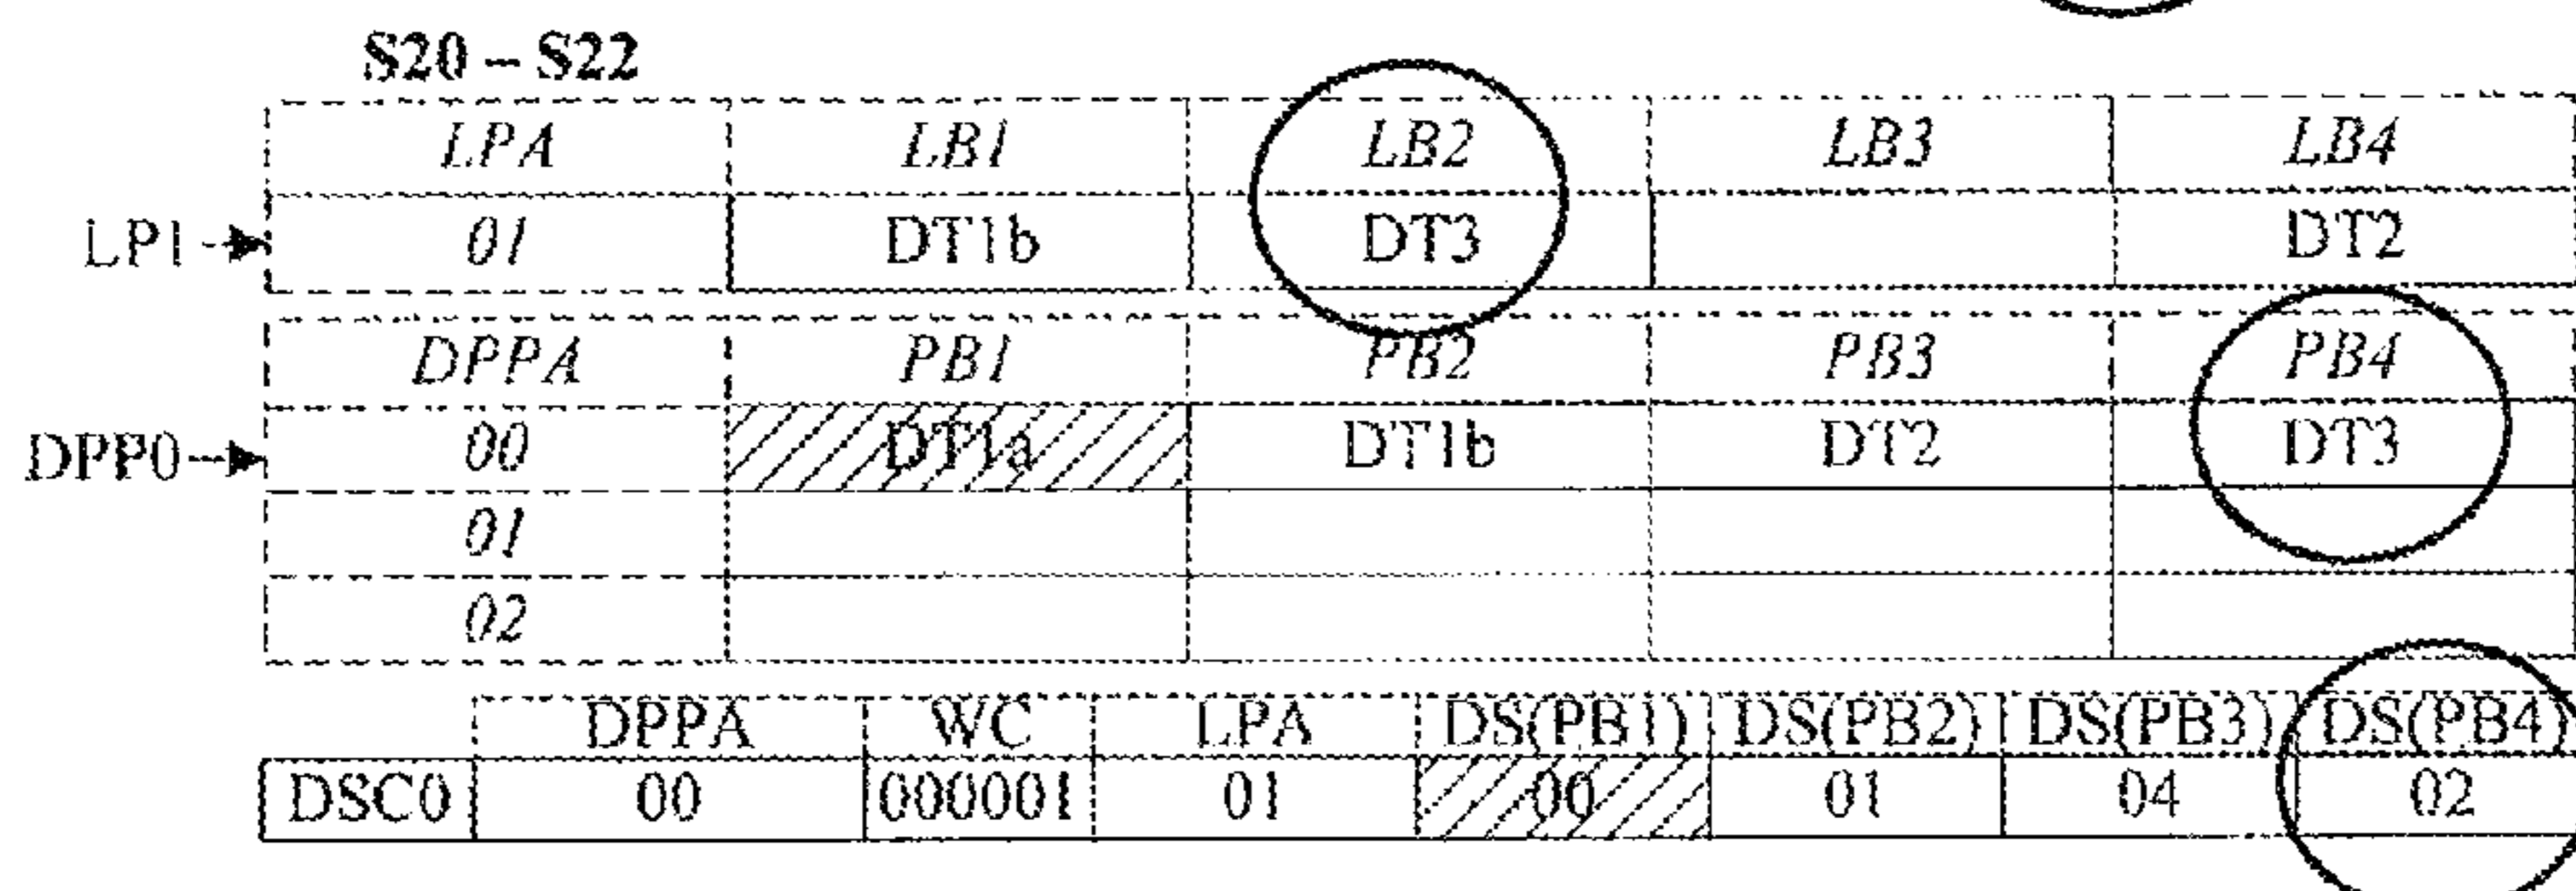 S20 – S22
LPA LB1 LB2 LB3 LB4
LP1 01 DT1b DT3 DT2
DPPA PB1 PB2 PB3 PB4
DPP0 00 DT1a DT1b DT2 DT3
01
02
DPPA WC LPA DS(PB1) DS(PB2) DS(PB3) DS(PB4)
DSC0 00 000001 01 00 01 04 02